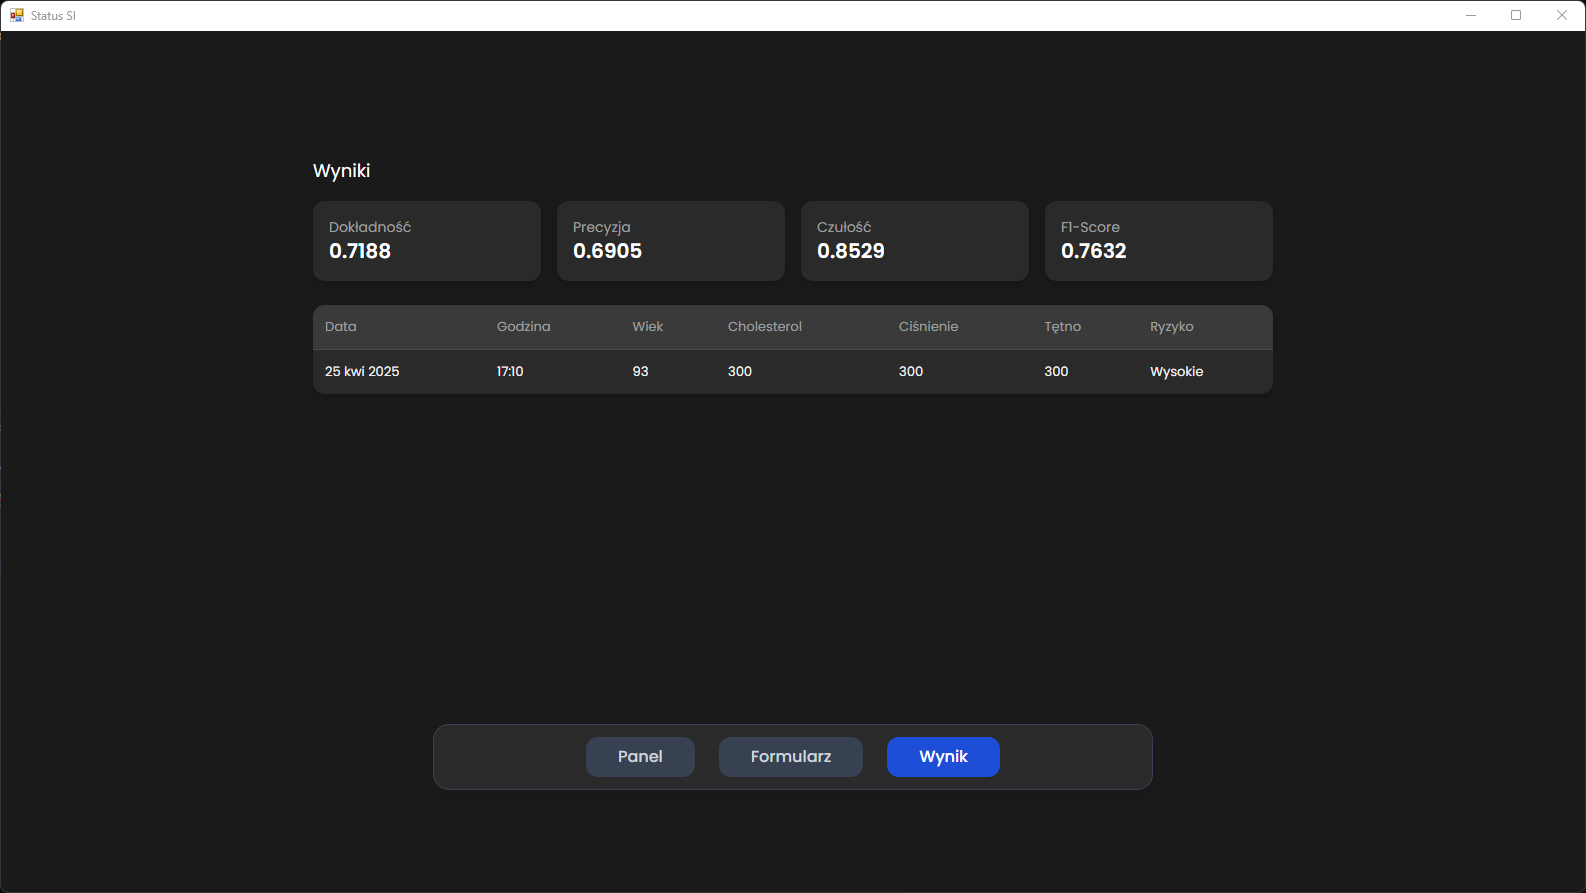 Status SI
Wyniki
Dokładność
0.7188
Precyzja
0.6905
Czułość
0.8529
F1-Score
0.7632
Data Godzina Wiek Cholesterol Ciśnienie Tętno Ryzyko
25 kwi 2025 17:10 93 300 300 300 Wysokie
Panel Formularz Wynik